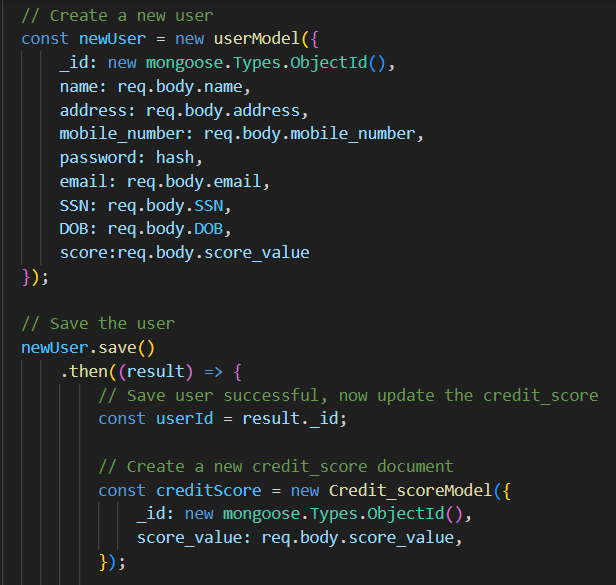 // Create a new user
const newUser = new userModel({
    _id: new mongoose.Types.ObjectId(),
    name: req.body.name,
    address: req.body.address,
    mobile_number: req.body.mobile_number,
    password: hash,
    email: req.body.email,
    SSN: req.body.SSN,
    DOB: req.body.DOB,
    score:req.body.score_value
});

// Save the user
newUser.save()
    .then((result) => {
        // Save user successful, now update the credit_score
        const userId = result._id;

        // Create a new credit_score document
        const creditScore = new Credit_scoreModel({
            _id: new mongoose.Types.ObjectId(),
            score_value: req.body.score_value,
        });